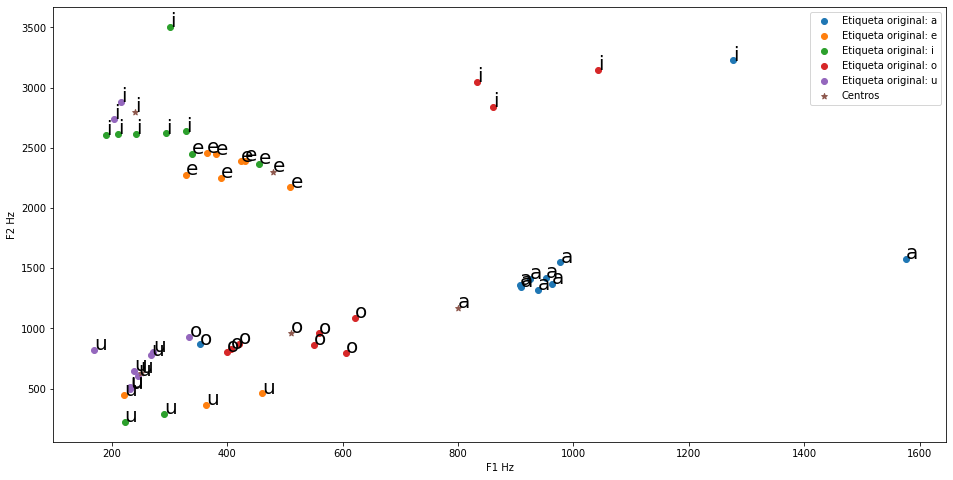 Etiqueta original: a
Etiqueta original: e
Etiqueta original: i
Etiqueta original: o
Etiqueta original: u
Centros
F2 Hz
3500
3000
2500
2000
1500
1000
500
i
i
i
i
i
i
i
i
i
i
i
i
i
i
e
e
e
e
e
e
e
e
e
e
a
a
a
a
a
a
a
a
a
a
o
o
o
o
o
o
o
o
o
o
u
u
u
u
u
u
u
u
u
u
u
u
u
200
400
600
800
1000
1200
1400
1600
F1 Hz